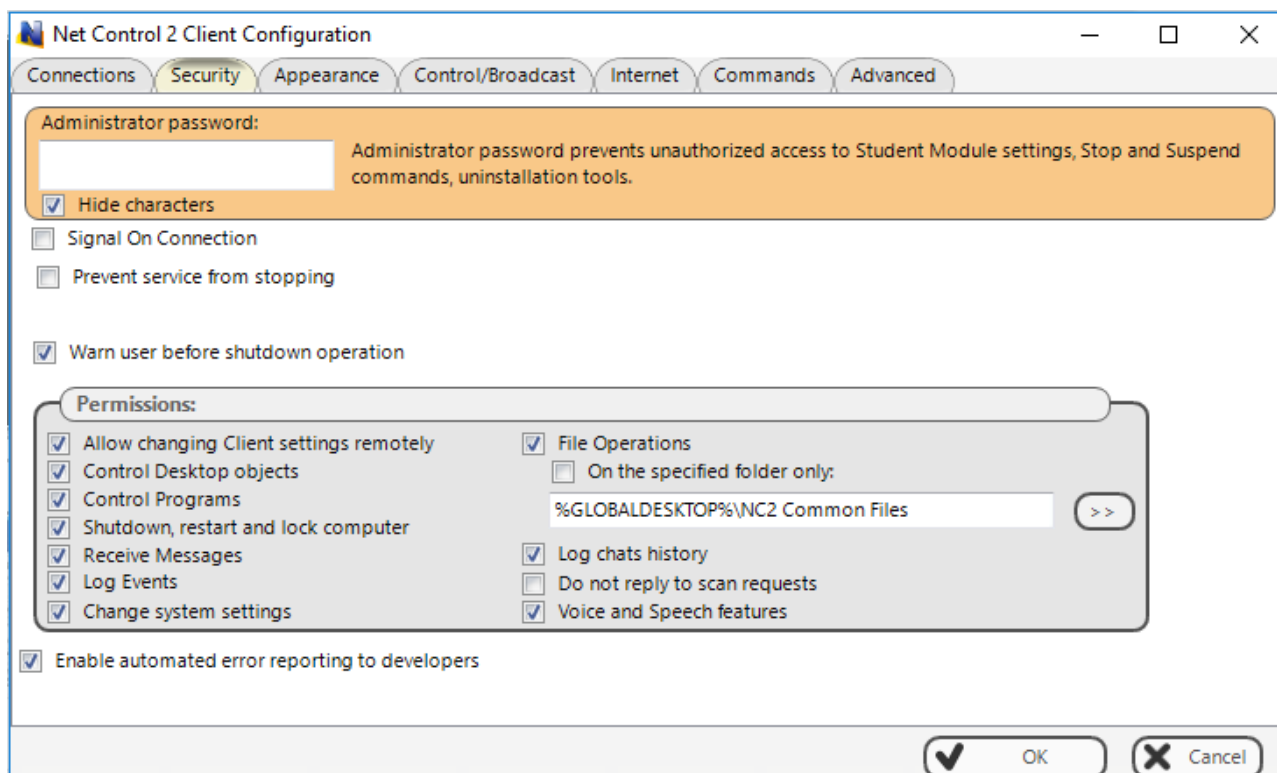 Net Control 2 Client Configuration
Connections Security Appearance Control/Broadcast Internet Commands Advanced
Administrator password:
Administrator password prevents unauthorized access to Student Module settings, Stop and Suspend
commands, uninstallation tools.
Hide characters
Signal On Connection
Prevent service from stopping
Warn user before shutdown operation
Permissions:
Allow changing Client settings remotely
Control Desktop objects
Control Programs
Shutdown, restart and lock computer
Receive Messages
Log Events
Change system settings
File Operations
On the specified folder only:
%GLOBALDESKTOP%\NC2 Common Files
>>
Log chats history
Do not reply to scan requests
Voice and Speech features
Enable automated error reporting to developers
OK Cancel